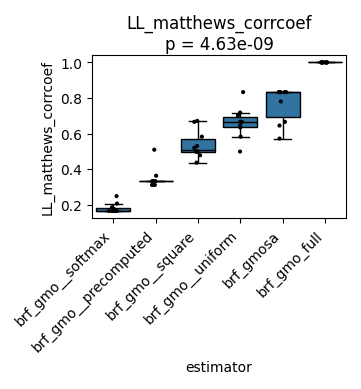 LL_matthews_corrcoef
p = 4.63e-09
LL_matthews_corrcoef
1.0
0.8
0.6
0.4
0.2
brf_gmo__softmax
brf_gmo__precomputed
brf_gmo__square
brf_gmo__uniform
brf_gmosa
brf_gmo_full
estimator